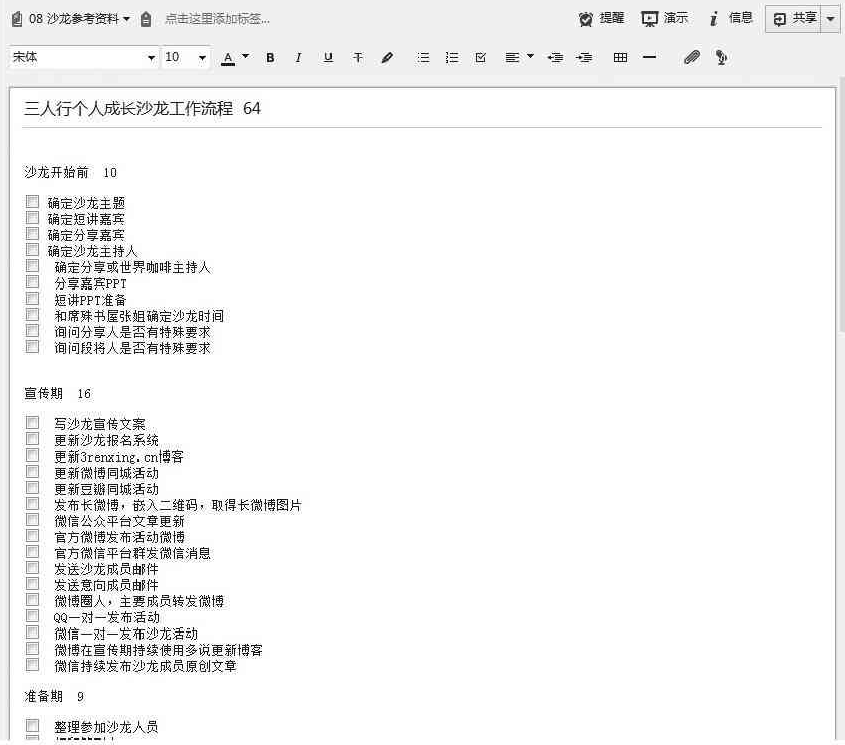 08 沙龙参考资料 点击这里添加标签... 提醒 演示 信息 共享
宋体 10 A B I U T
三人行个人成长沙龙工作流程 64
沙龙开始前 10
确定沙龙主题
确定短讲嘉宾
确定分享嘉宾
确定沙龙主持人
确定分享或世界咖啡主持人
分享嘉宾PPT
短讲PPT准备
和席殊书屋张姐确定沙龙时间
询问分享人是否有特殊要求
询问段将人是否有特殊要求
宣传期 16
写沙龙宣传文案
更新沙龙报名系统
更新3renxing.cn博客
更新微博同城活动
更新豆瓣同城活动
发布长微博，嵌入二维码，取得长微博图片
微信公众平台文章更新
官方微博发布活动微博
官方微信平台群发微信消息
发送沙龙成员邮件
发送意向成员邮件
微博圈人，主要成员转发微博
QQ一对一发布活动
微信一对一发布沙龙活动
微博在宣传期持续使用多说更新博客
微信持续发布沙龙成员原创文章
准备期 9
整理参加沙龙人员